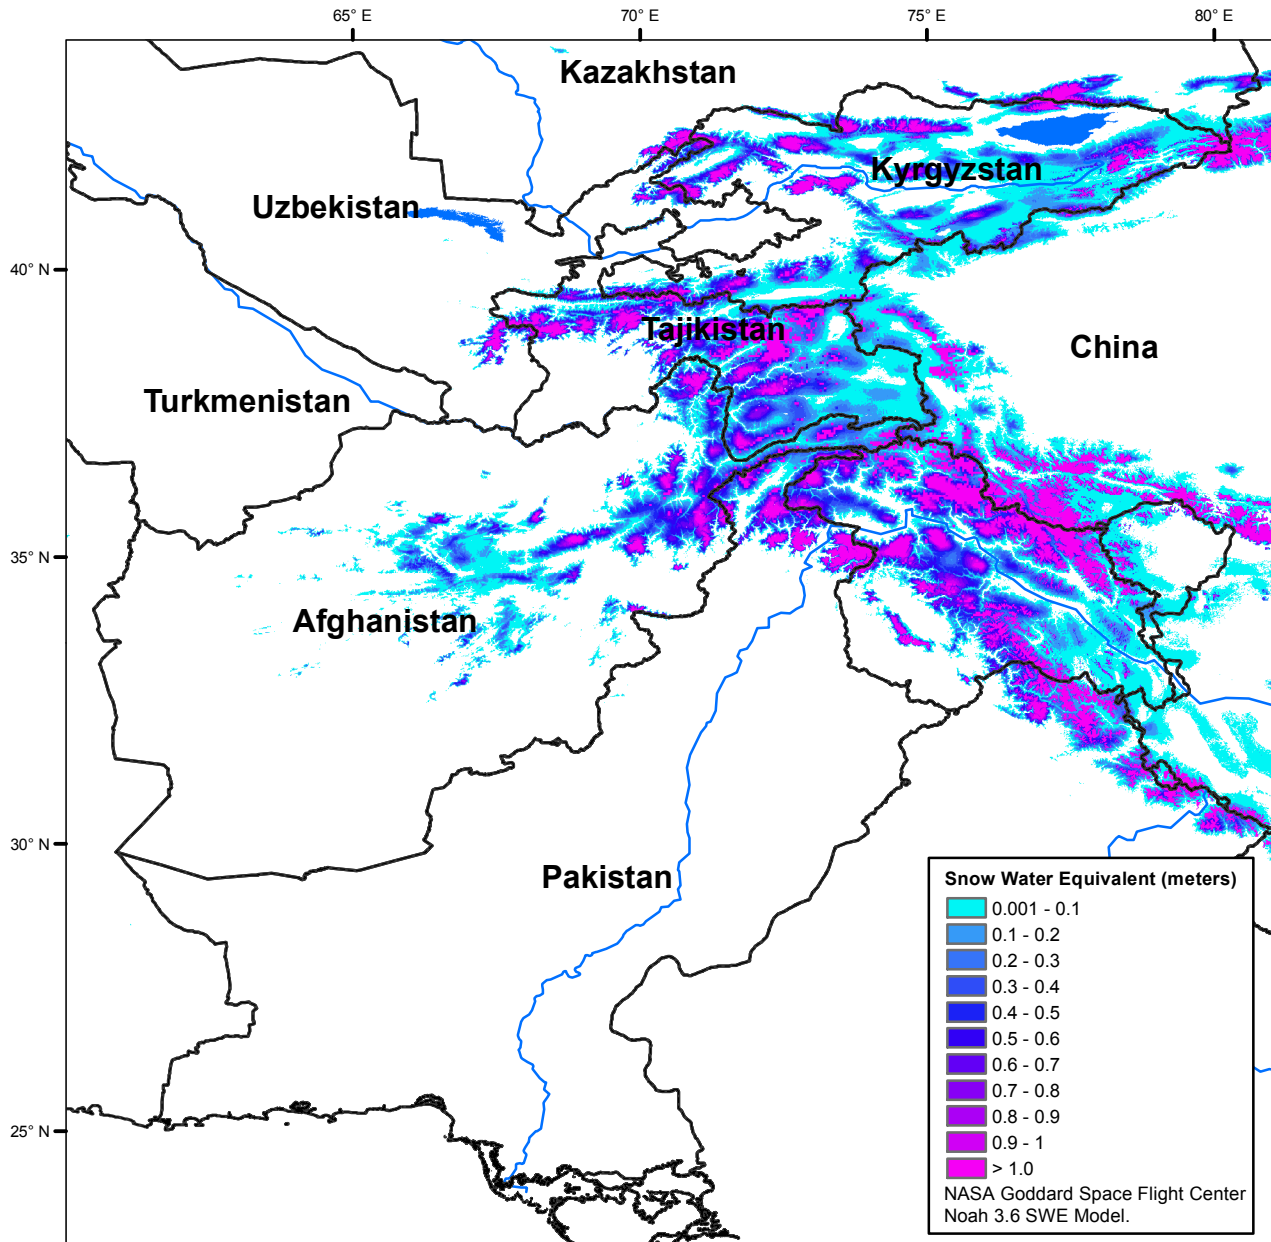 65° E
70° E
75° E
80° E
Kazakhstan
Kyrgyzstan
Uzbekistan
40° N
Tajikistan
China
Turkmenistan
35° N
Afghanistan
30° N
Pakistan
Snow Water Equivalent (meters)
0.001 - 0.1
0.1 - 0.2
0.2 - 0.3
0.3 - 0.4
0.4 - 0.5
0.5 - 0.6
0.6 - 0.7
0.7 - 0.8
0.8 - 0.9
0.9 - 1
> 1.0
25° N
NASA Goddard Space Flight Center
Noah 3.6 SWE Model.